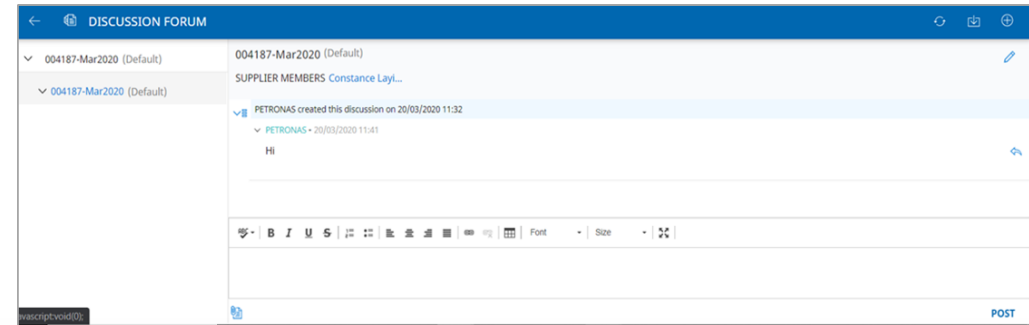 DISCUSSION FORUM
004187-Mar2020 (Default)
004187-Mar2020 (Default)
004187-Mar2020 (Default)
SUPPLIER MEMBERS Constance Layi...
PETRONAS created this discussion on 20/03/2020 11:32
PETRONAS • 20/03/2020 11:41
Hi
ABC B I U S Font Size
avascript:void(0);
POST